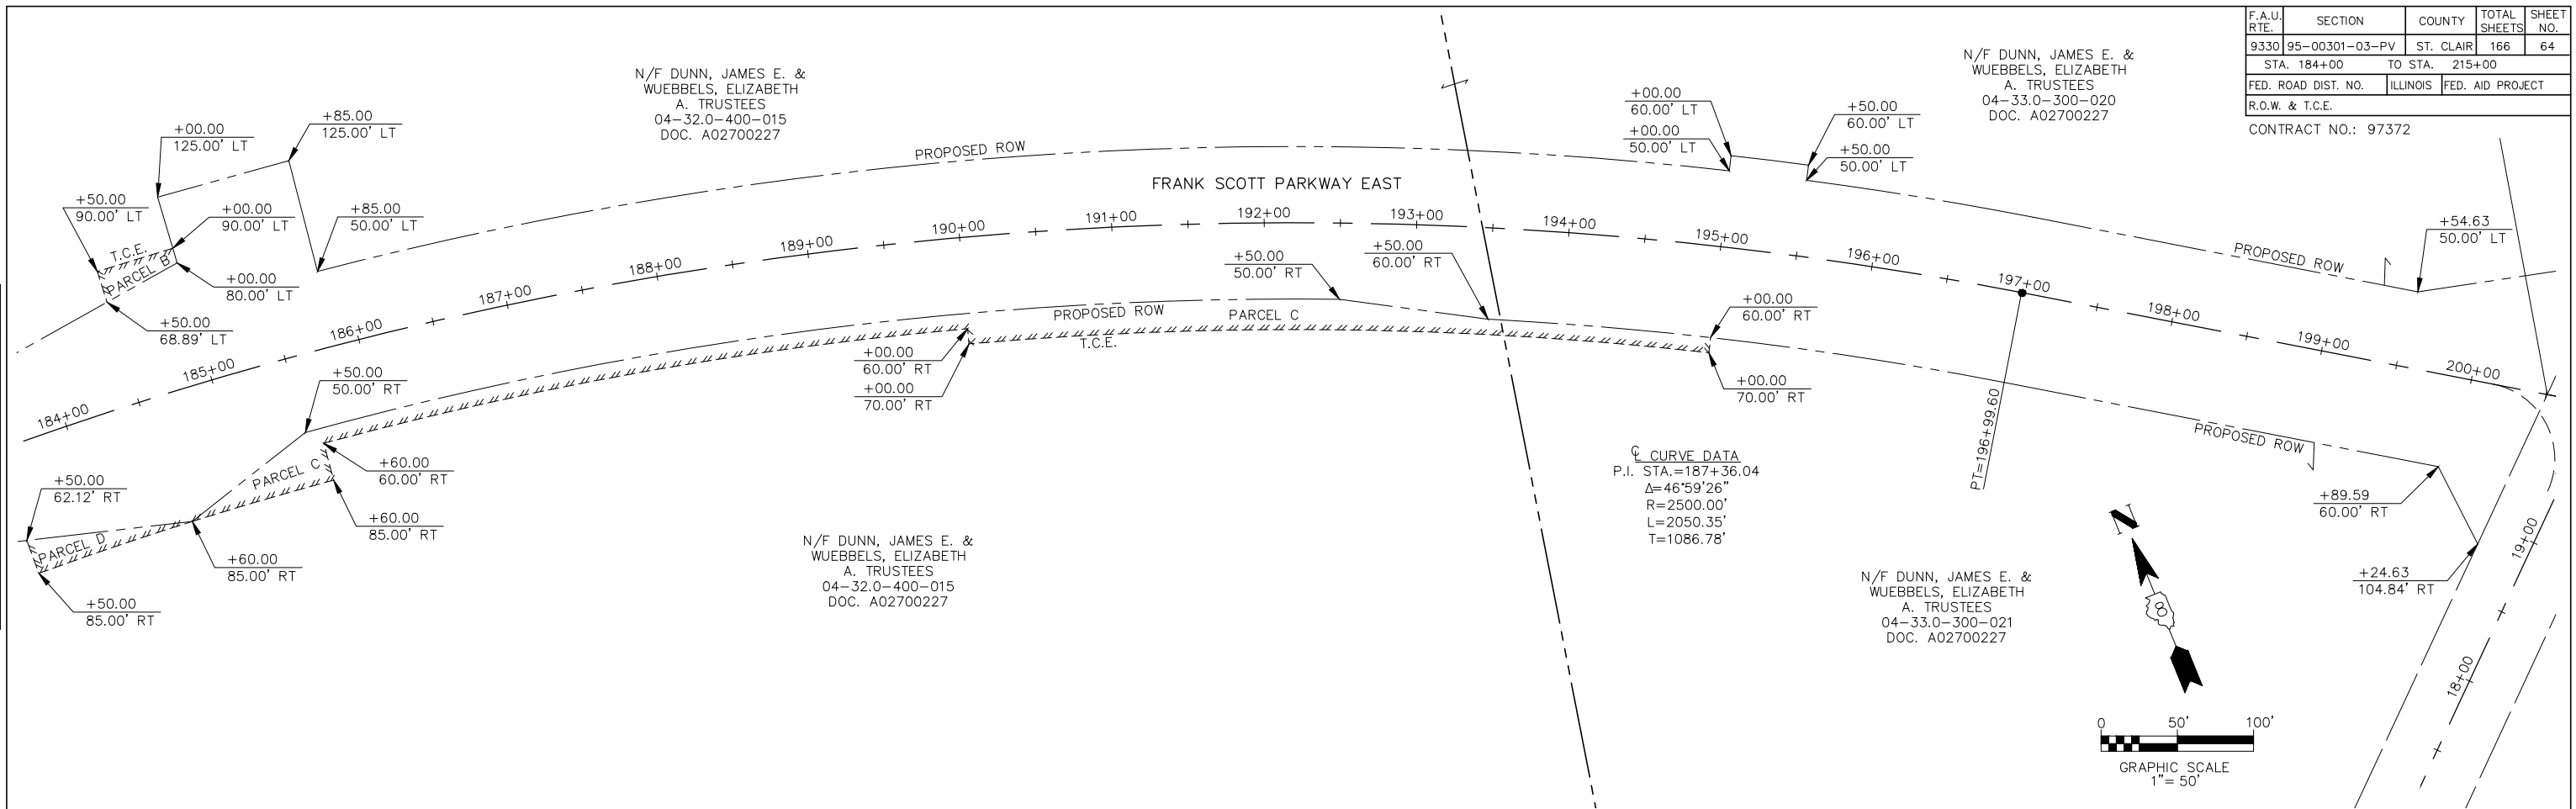 F.A.U. RTE.
SECTION
COUNTY
TOTAL SHEETS
SHEET NO.
9330
95-00301-03-PV
ST. CLAIR
166
64
STA. 184+00 TO STA. 215+00
FED. ROAD DIST. NO.
ILLINOIS
FED. AID PROJECT
R.O.W. & T.C.E.
CONTRACT NO.: 97372
N/F DUNN, JAMES E. &
WUEBBELS, ELIZABETH
A. TRUSTEES
04-32.0-400-015
DOC. A02700227
N/F DUNN, JAMES E. &
WUEBBELS, ELIZABETH
A. TRUSTEES
04-33.0-300-020
DOC. A02700227
+00.00
125.00' LT
+85.00
125.00' LT
+50.00
90.00' LT
+00.00
90.00' LT
+85.00
50.00' LT
T.C.E.
PARCEL B
+00.00
80.00' LT
+50.00
68.89' LT
PROPOSED ROW
FRANK SCOTT PARKWAY EAST
+00.00
60.00' LT
+00.00
50.00' LT
+50.00
60.00' LT
+50.00
50.00' LT
PROPOSED ROW
+54.63
50.00' LT
184+00
185+00
186+00
187+00
188+00
189+00
190+00
191+00
192+00
193+00
194+00
195+00
196+00
197+00
198+00
199+00
200+00
+50.00
50.00' RT
+50.00
60.00' RT
PROPOSED ROW
PARCEL C
T.C.E.
+00.00
60.00' RT
+00.00
70.00' RT
+00.00
60.00' RT
+00.00
70.00' RT
+50.00
50.00' RT
PARCEL C
+60.00
60.00' RT
+60.00
85.00' RT
+50.00
62.12' RT
PARCEL D
+60.00
85.00' RT
+50.00
85.00' RT
N/F DUNN, JAMES E. &
WUEBBELS, ELIZABETH
A. TRUSTEES
04-32.0-400-015
DOC. A02700227
℄ CURVE DATA
P.I. STA.=187+36.04
Δ=46°59'26"
R=2500.00'
L=2050.35'
T=1086.78'
PT=196+99.60
PROPOSED ROW
+89.59
60.00' RT
+24.63
104.84' RT
19+00
18+00
N/F DUNN, JAMES E. &
WUEBBELS, ELIZABETH
A. TRUSTEES
04-33.0-300-021
DOC. A02700227
N
8
0 50' 100'
GRAPHIC SCALE
1"= 50'